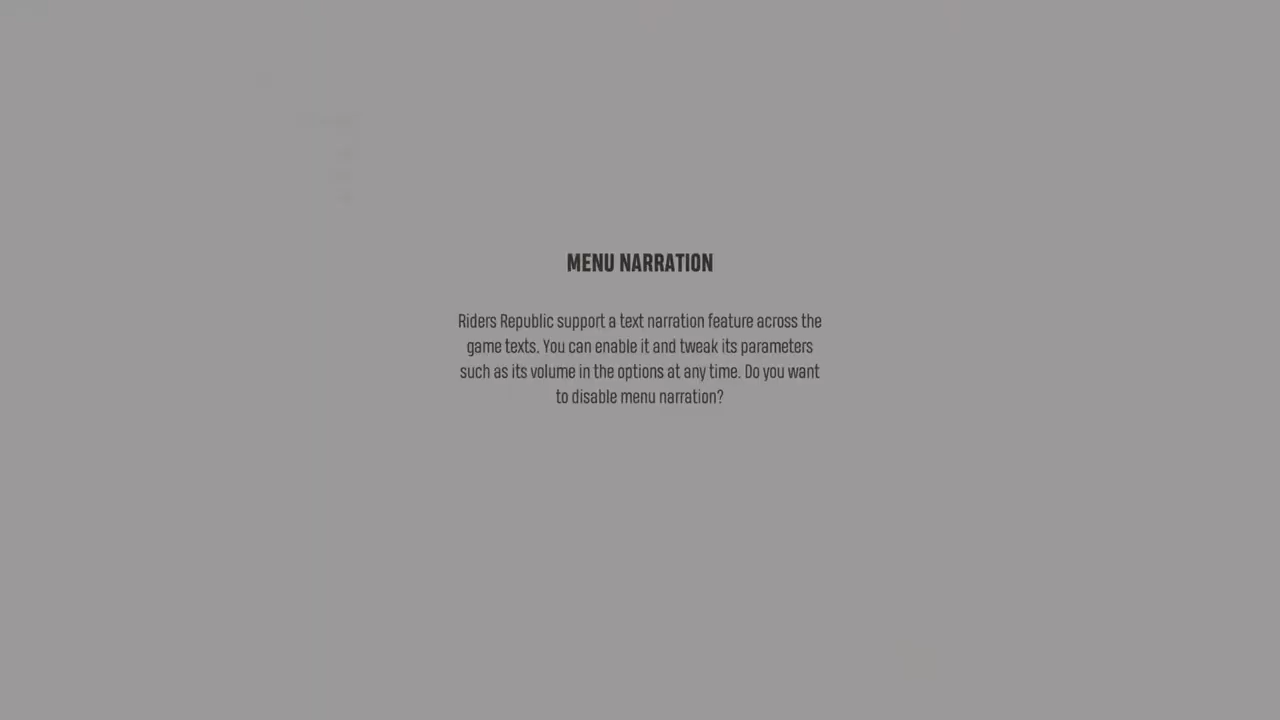 MENU NARRATION
Riders Republic support a text narration feature across the
game texts. You can enable it and tweak its parameters
such as its volume in the options at any time. Do you want
to disable menu narration?